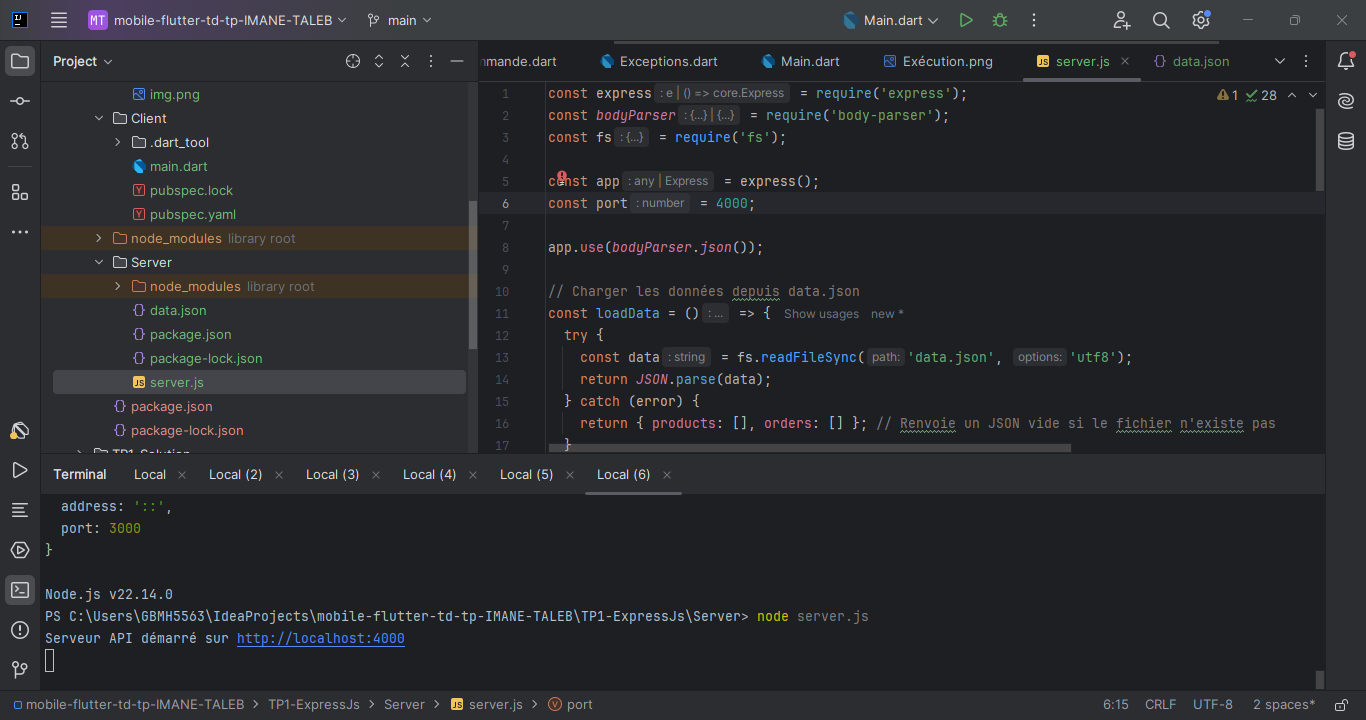 MT mobile-flutter-td-tp-IMANE-TALEB main Main.dart
Project
nmande.dart Exceptions.dart Main.dart Exécution.png JS server.js data.json
img.png
Client
.dart_tool
main.dart
Y pubspec.lock
Y pubspec.yaml
node_modules library root
Server
node_modules library root
{} data.json
{} package.json
{} package-lock.json
JS server.js
{} package.json
{} package-lock.json
TP1-Solution
1 const express : e | () => core.Express = require('express'); 1 28
2 const bodyParser : {...} | {...} = require('body-parser');
3 const fs : {...} = require('fs');
4
5 const app : any | Express = express();
6 const port : number = 4000;
7
8 app.use(bodyParser.json());
9
10 // Charger les données depuis data.json
11 const loadData = () : ... => { Show usages new *
12 try {
13 const data : string = fs.readFileSync( path: 'data.json', options: 'utf8');
14 return JSON.parse(data);
15 } catch (error) {
16 return { products: [], orders: [] }; // Renvoie un JSON vide si le fichier n'existe pas
17 }
Terminal Local Local (2) Local (3) Local (4) Local (5) Local (6)
address: '::',
port: 3000
}
Node.js v22.14.0
PS C:\Users\GBMH5563\IdeaProjects\mobile-flutter-td-tp-IMANE-TALEB\TP1-ExpressJs\Server> node server.js
Serveur API démarré sur http://localhost:4000
mobile-flutter-td-tp-IMANE-TALEB > TP1-ExpressJs > Server > JS server.js > V port 6:15 CRLF UTF-8 2 spaces*